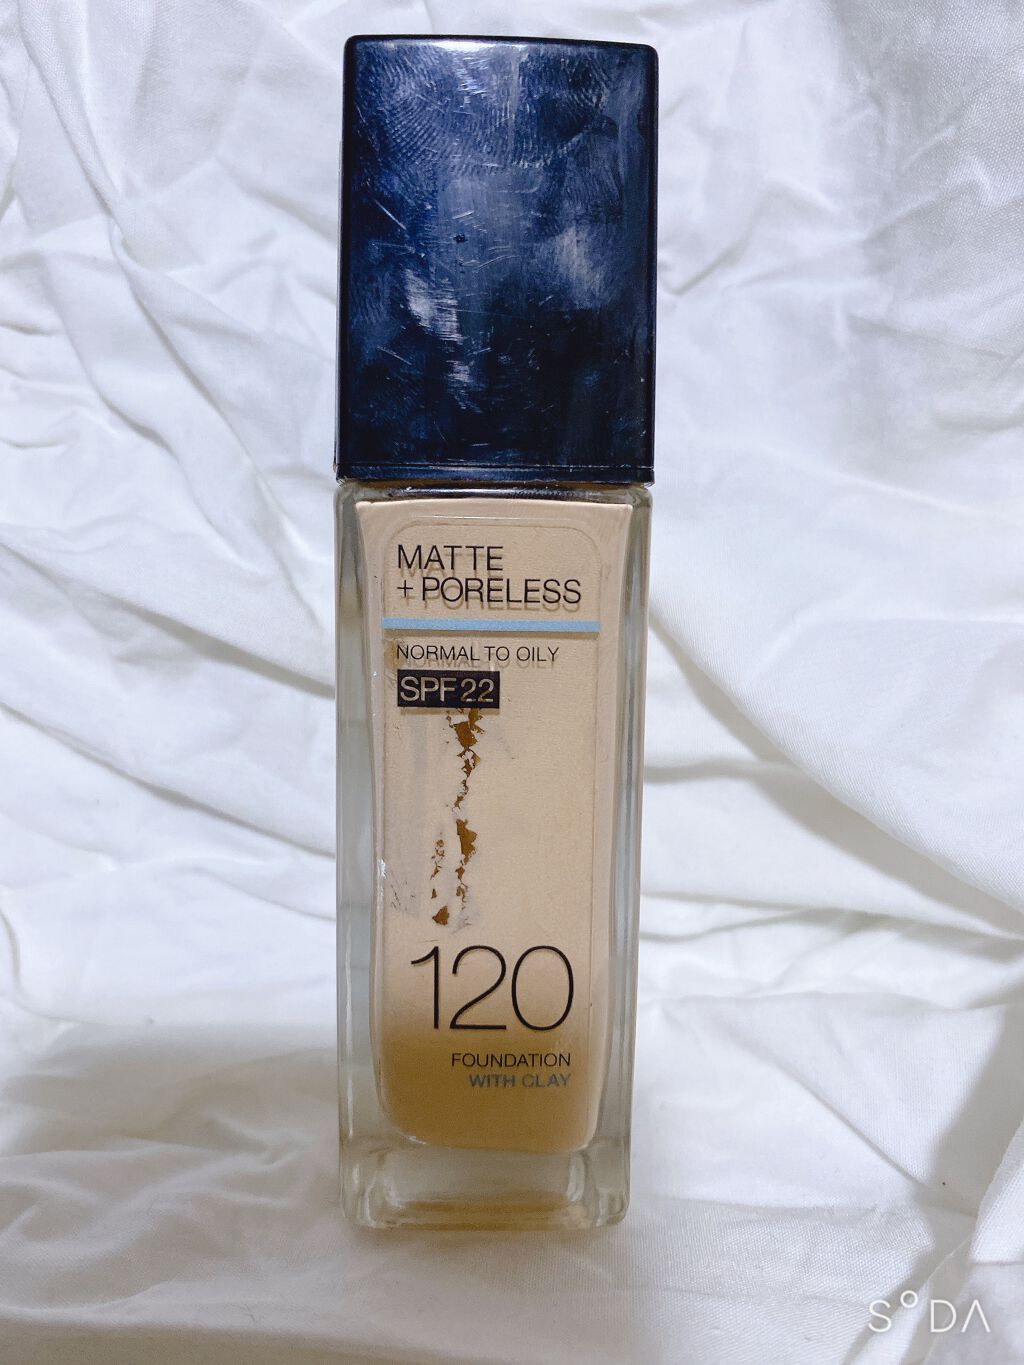 MATTE
+ PORELESS
NORMAL TO OILY
SPF 22
120
FOUNDATION
WITH CLAY
S°DA